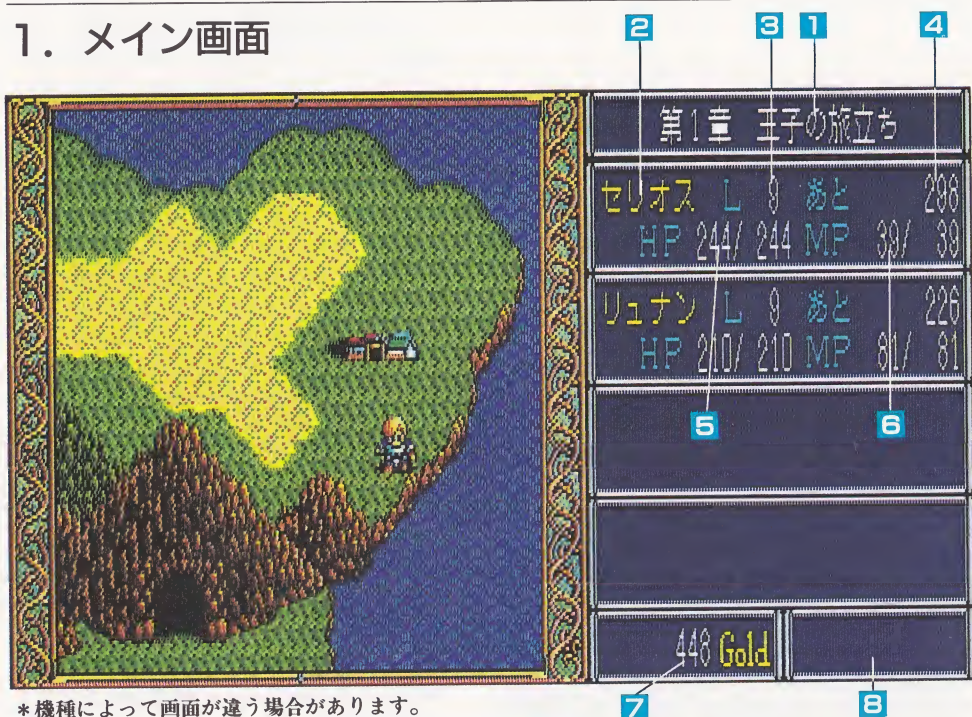 1. メイン画面
2 3 1 4
第1章 王子の旅立ち
セリオス L 9 あと 298
HP 244/ 244 MP 39/ 39
リュナン L 9 あと 226
HP 210/ 210 MP 81/ 81
5 6
448 Gold
7 8
*機種によって画面が違う場合があります。